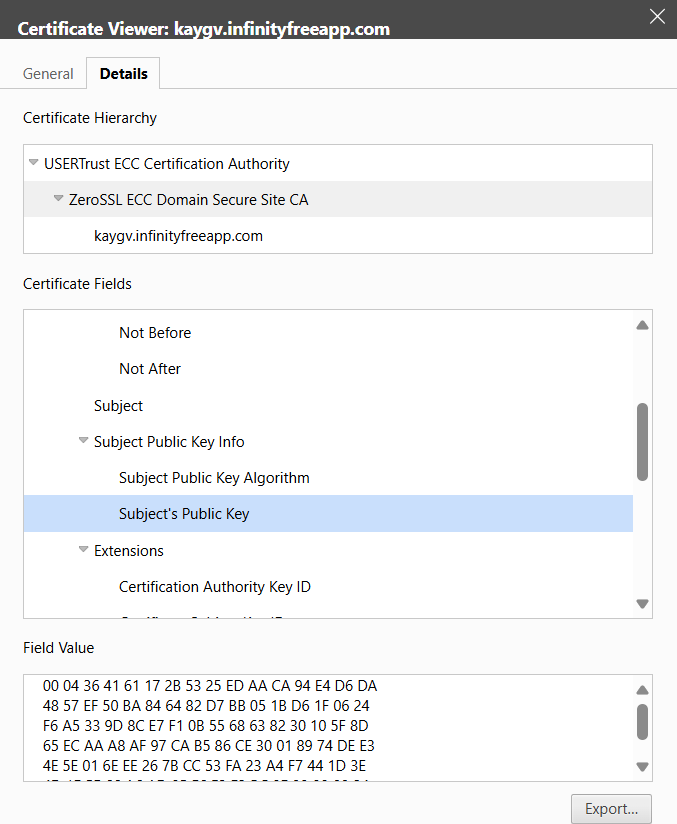 Certificate Viewer: kaygv.infinityfreeapp.com
General
Details
Certificate Hierarchy
USERTrust ECC Certification Authority
ZeroSSL ECC Domain Secure Site CA
kaygv.infinityfreeapp.com
Certificate Fields
Not Before
Not After
Subject
Subject Public Key Info
Subject Public Key Algorithm
Subject's Public Key
Extensions
Certification Authority Key ID
Field Value
00 04 36 41 61 17 2B 53 25 ED AA CA 94 E4 D6 DA
48 57 EF 50 BA 84 64 82 D7 BB 05 1B D6 1F 06 24
F6 A5 33 9D 8C E7 F1 0B 55 68 63 82 30 10 5F 8D
65 EC AA A8 AF 97 CA B5 86 CE 30 01 89 74 DE E3
4E 5E 01 6E EE 26 7B CC 53 FA 23 A4 F7 44 1D 3E
Export...